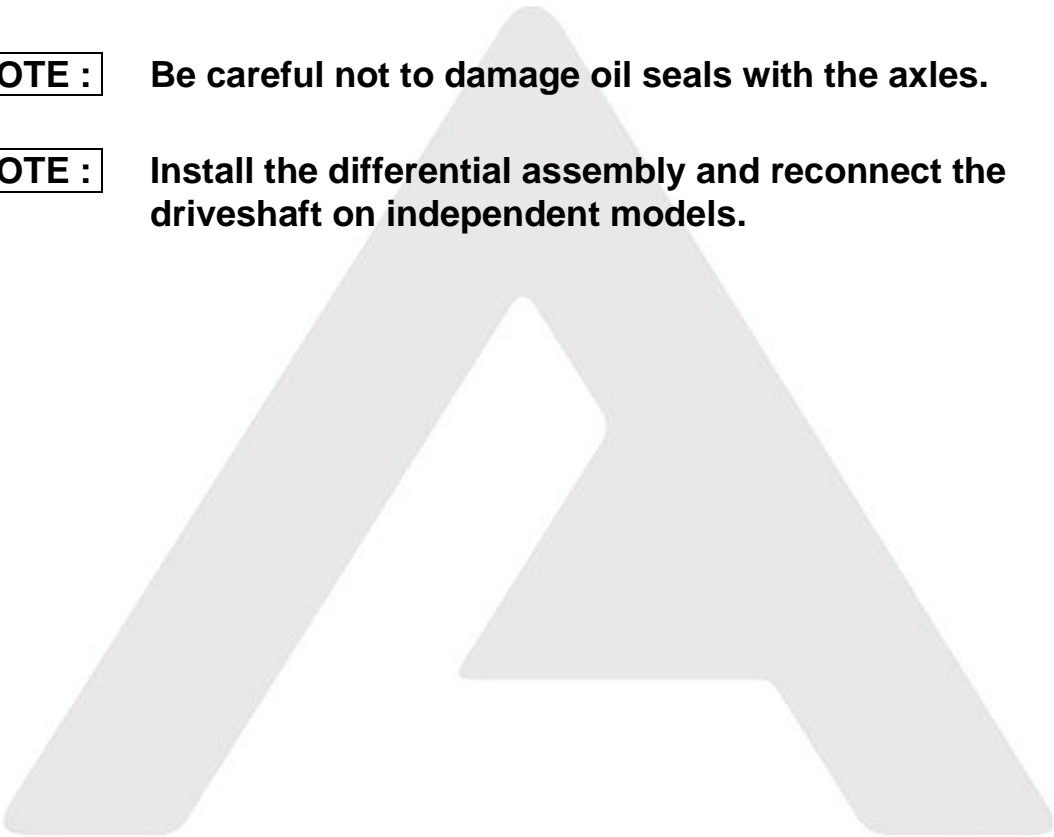 OTE : Be careful not to damage oil seals with the axles.
OTE : Install the differential assembly and reconnect the
driveshaft on independent models.